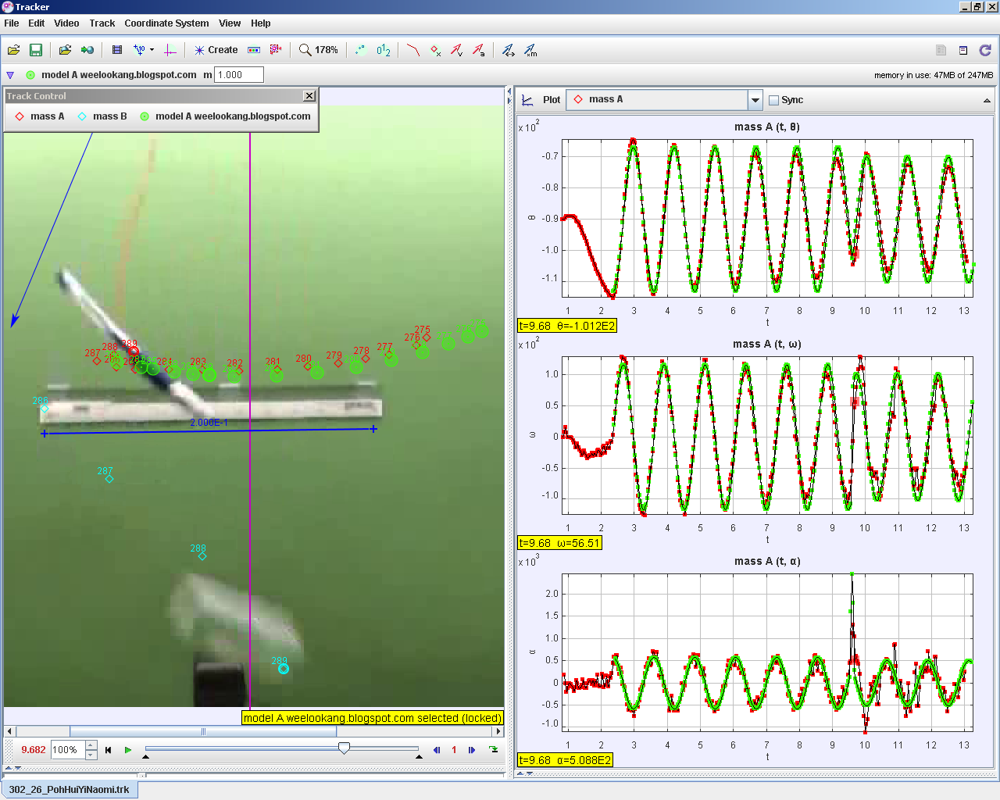 Tracker
File Edit Video Track Coordinate System View Help
Create 178%
model A weelookang.blogspot.com m 1.000
memory in use: 47MB of 247MB
Track Control
mass A mass B model A weelookang.blogspot.com
Plot mass A Sync
275
276
277
278
279
280
281
282
283
284
287
288
289
286
2.000E-1
287
288
289
model A weelookang.blogspot.com selected (locked)
9.682 100% 1
302_26_PohHuiYiNaomi.trk
x 10²
mass A (t, θ)
-0.7
-0.8
-0.9
-1.0
-1.1
θ
1 2 3 4 5 6 7 8 9 10 11 12 13
t
t=9.68 θ=-1.012E2
x 10²
mass A (t, ω)
1.0
0.5
0
-0.5
-1.0
ω
1 2 3 4 5 6 7 8 9 10 11 12 13
t
t=9.68 ω=56.51
x 10³
mass A (t, α)
2.0
1.5
1.0
0.5
0
-0.5
-1.0
α
1 2 3 4 5 6 7 8 9 10 11 12 13
t
t=9.68 α=5.088E2